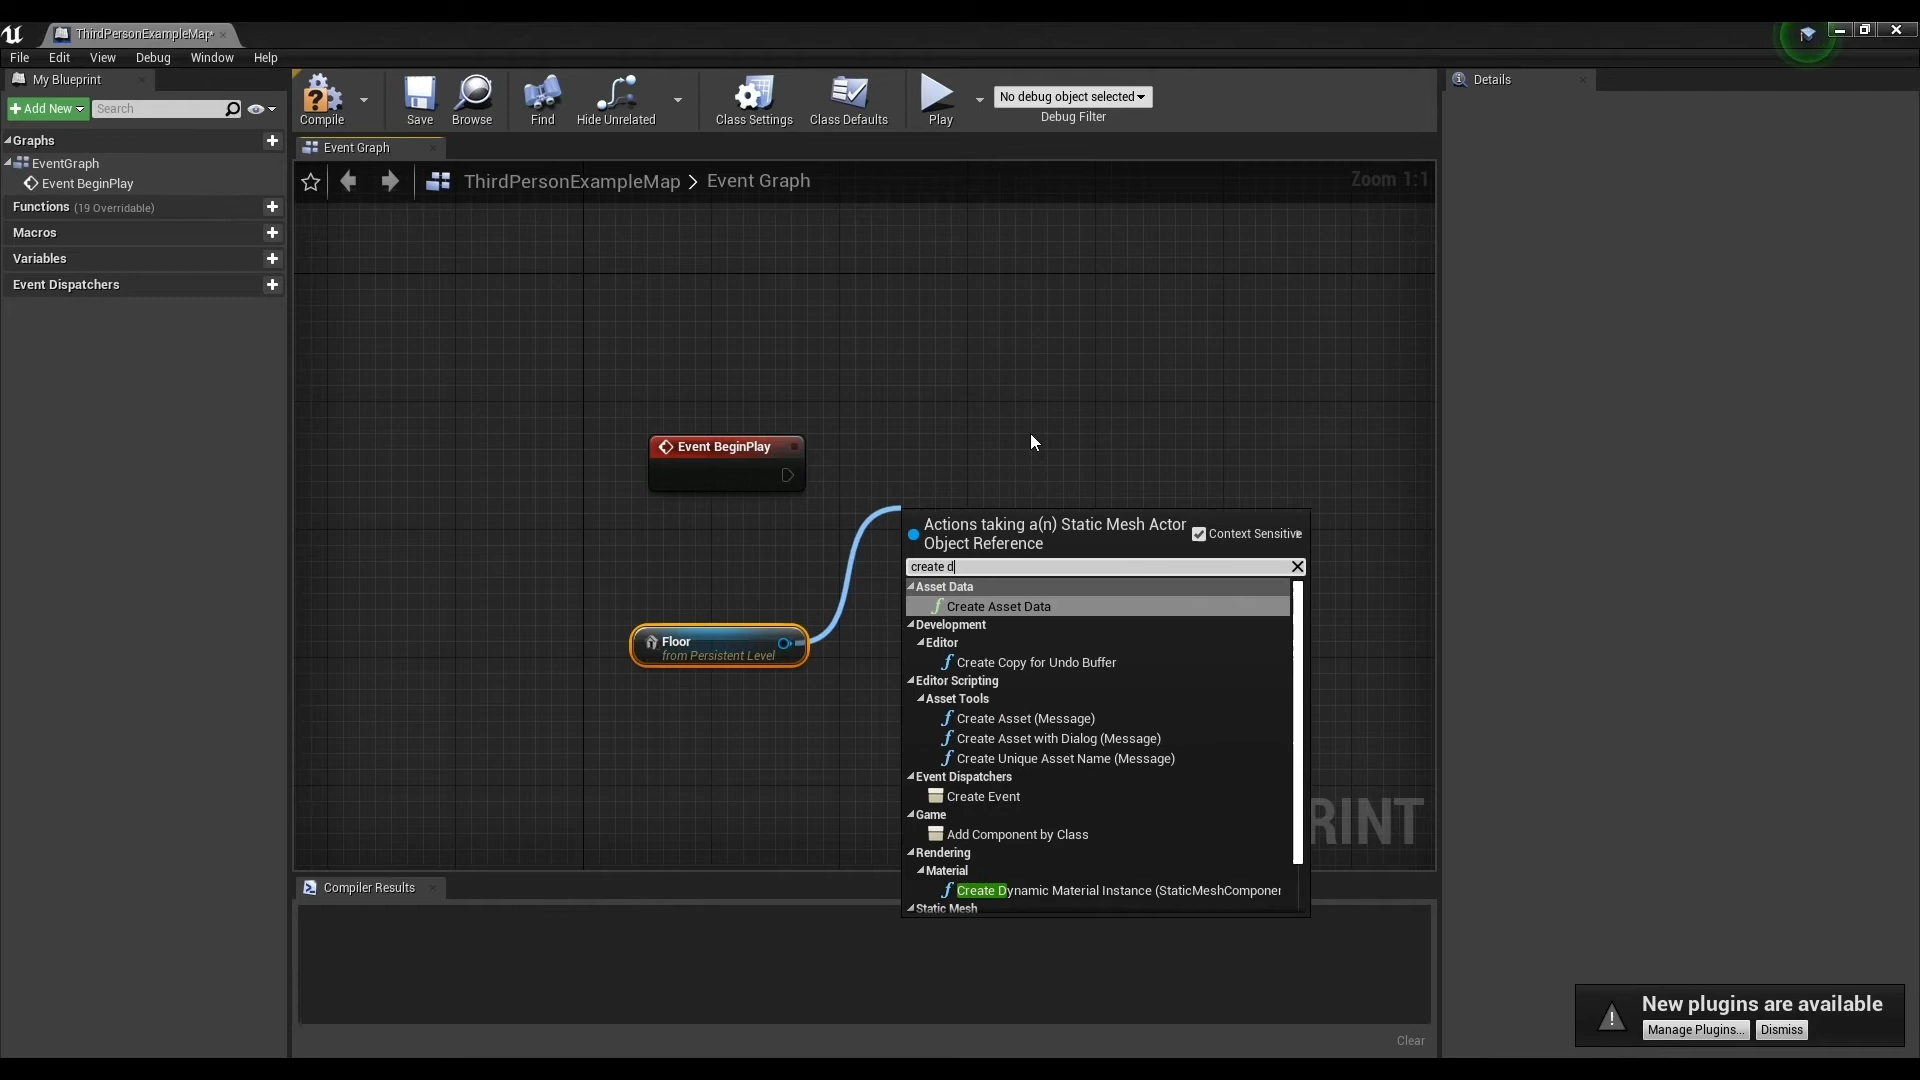 ThirdPersonExampleMap*
File Edit View Debug Window Help
My Blueprint
Add New
Search
Graphs
EventGraph
Event BeginPlay
Functions (19 Overridable)
Macros
Variables
Event Dispatchers
Compile
Save
Browse
Find
Hide Unrelated
Class Settings
Class Defaults
Play
No debug object selected
Debug Filter
Details
Event Graph
ThirdPersonExampleMap > Event Graph
Zoom 1:1
Event BeginPlay
Floor
from Persistent Level
Actions taking a(n) Static Mesh Actor
Object Reference
Context Sensitive
create d
Asset Data
Create Asset Data
Development
Editor
Create Copy for Undo Buffer
Editor Scripting
Asset Tools
Create Asset (Message)
Create Asset with Dialog (Message)
Create Unique Asset Name (Message)
Event Dispatchers
Create Event
Game
Add Component by Class
Rendering
Material
Create Dynamic Material Instance (StaticMeshComponen
Static Mesh
RINT
Compiler Results
Clear
New plugins are available
Manage Plugins...
Dismiss